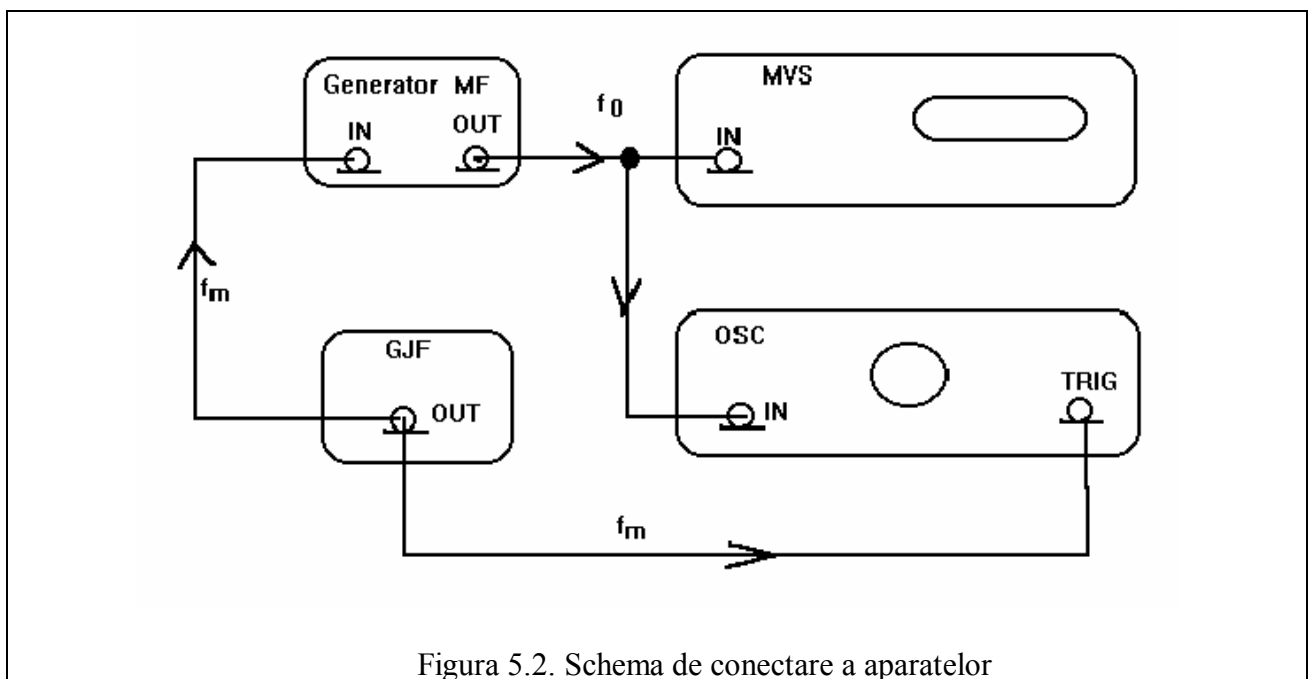 Generator MF
IN
OUT
f0
MVS
IN
fm
GJF
OUT
OSC
IN
TRIG
fm
Figura 5.2. Schema de conectare a aparatelor